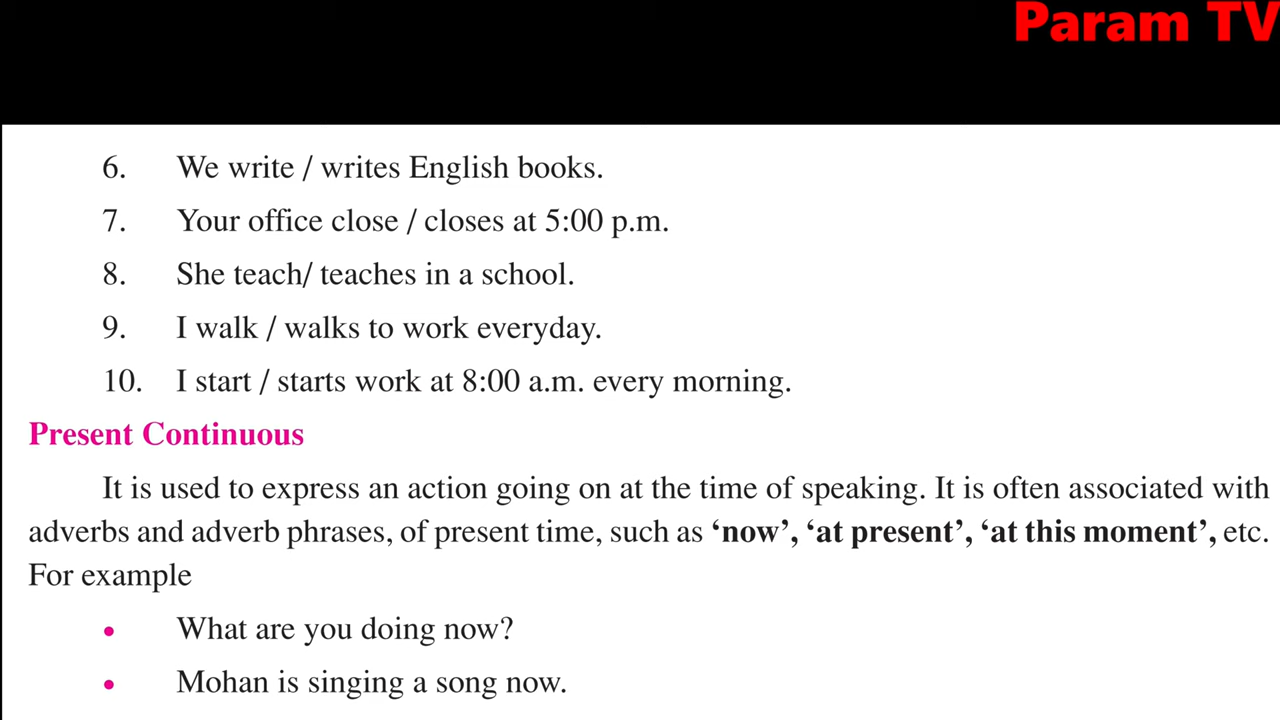 Param TV
6. We write / writes English books.
7. Your office close / closes at 5:00 p.m.
8. She teach/ teaches in a school.
9. I walk / walks to work everyday.
10. I start / starts work at 8:00 a.m. every morning.
Present Continuous
It is used to express an action going on at the time of speaking. It is often associated with
adverbs and adverb phrases, of present time, such as ‘now’, ‘at present’, ‘at this moment’, etc.
For example
• What are you doing now?
• Mohan is singing a song now.